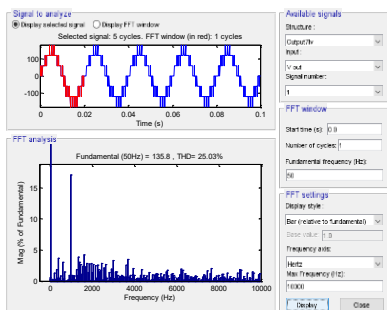 Signal to analyze
Display selected signal Display FFT window
Selected signal: 5 cycles. FFT window (in red): 1 cycles
100
0
-100
0 0.02 0.04 0.06 0.08 0.1
Time (s)
FFT analysis
Fundamental (50Hz) = 135.8 , THD= 25.03%
Mag (% of Fundamental)
15
10
5
0
0 2000 4000 6000 8000 10000
Frequency (Hz)
Available signals
Structure :
Output7lv
Input :
V out
Signal number:
1
FFT window
Start time (s): 0.0
Number of cycles: 1
Fundamental frequency (Hz):
50
FFT settings
Display style :
Bar (relative to fundamental)
Base value: 1.0
Frequency axis:
Hertz
Max Frequency (Hz):
10000
Display Close